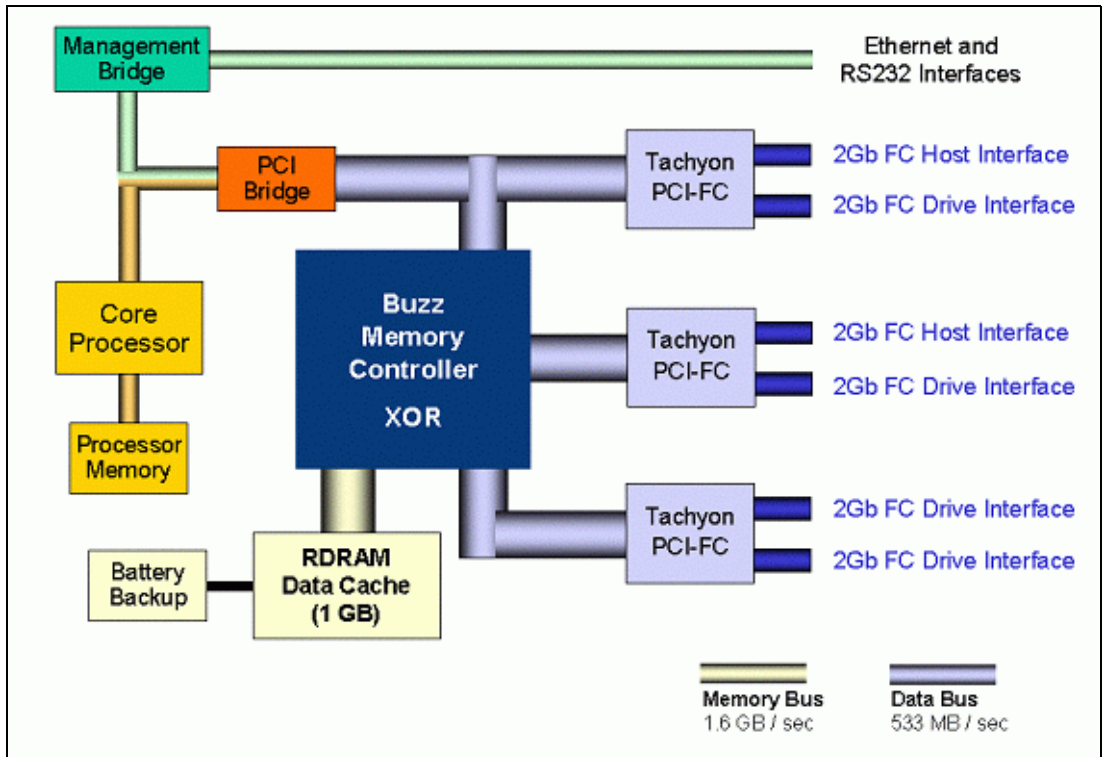 Management
Bridge
Ethernet and
RS232 Interfaces
PCI
Bridge
Tachyon
PCI-FC
2Gb FC Host Interface
2Gb FC Drive Interface
Core
Processor
Buzz
Memory
Controller
XOR
Tachyon
PCI-FC
2Gb FC Host Interface
2Gb FC Drive Interface
Processor
Memory
Tachyon
PCI-FC
2Gb FC Drive Interface
2Gb FC Drive Interface
Battery
Backup
RDRAM
Data Cache
(1 GB)
Memory Bus
1.6 GB / sec
Data Bus
533 MB / sec